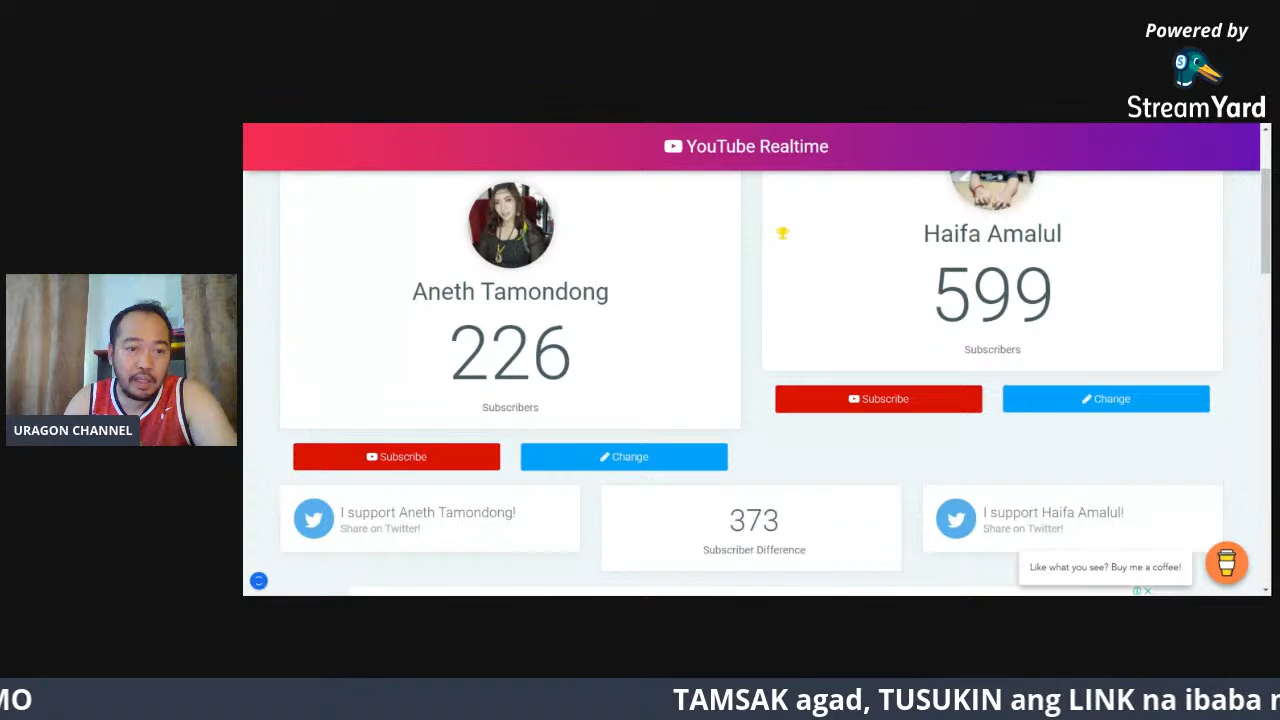 Powered by
StreamYard
YouTube Realtime
Aneth Tamondong
226
Subscribers
Subscribe
Change
Haifa Amalul
599
Subscribers
Subscribe
Change
I support Aneth Tamondong!
Share on Twitter!
373
Subscriber Difference
I support Haifa Amalul!
Share on Twitter!
Like what you see? Buy me a coffee!
URAGON CHANNEL
MO
TAMSAK agad, TUSUKIN ang LINK na ibaba